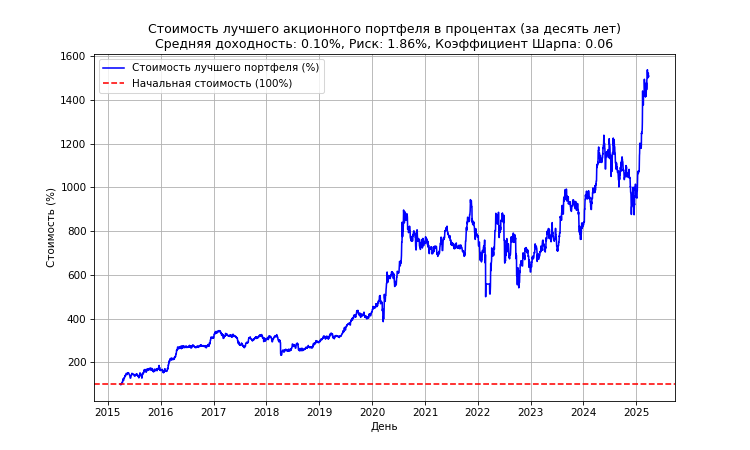 Стоимость лучшего акционного портфеля в процентах (за десять лет)
Средняя доходность: 0.10%, Риск: 1.86%, Коэффициент Шарпа: 0.06
Стоимость лучшего портфеля (%)
Начальная стоимость (100%)
Стоимость (%)
1600
1400
1200
1000
800
600
400
200
2015 2016 2017 2018 2019 2020 2021 2022 2023 2024 2025
День